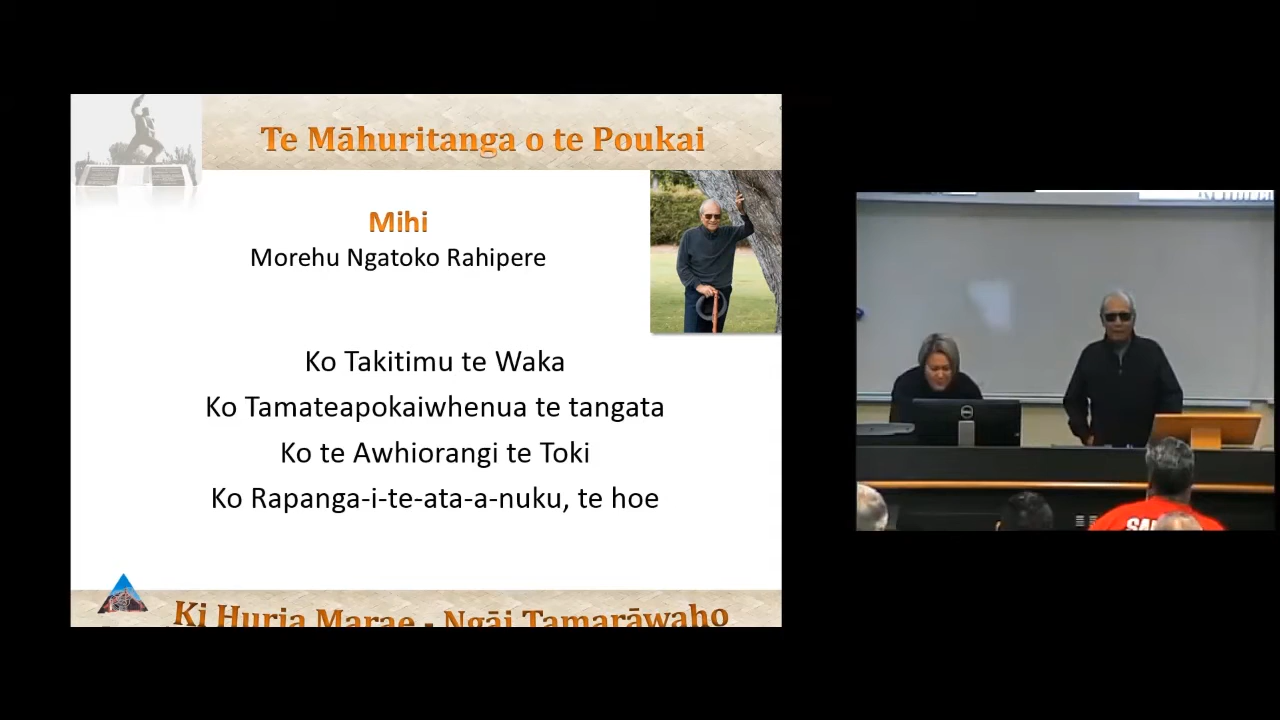 Te Māhuritanga o te Poukai
Mihi
Morehu Ngatoko Rahipere
Ko Takitimu te Waka
Ko Tamateapokaiwhenua te tangata
Ko te Awhiorangi te Toki
Ko Rapanga-i-te-ata-a-nuku, te hoe
Ki Huria Marae - Ngāi Tamarāwaho
DELL